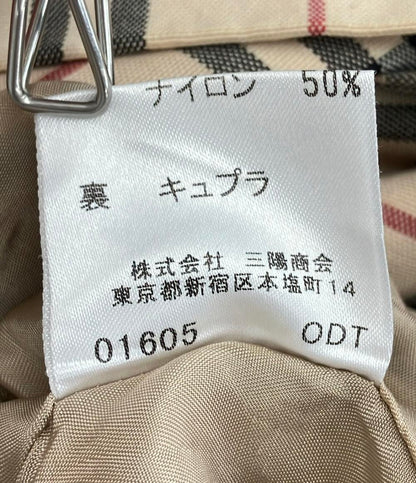 ナイロン 50%
裏 キュプラ
株式会社 三陽商会
東京都新宿区本塩町14
01605 ODT